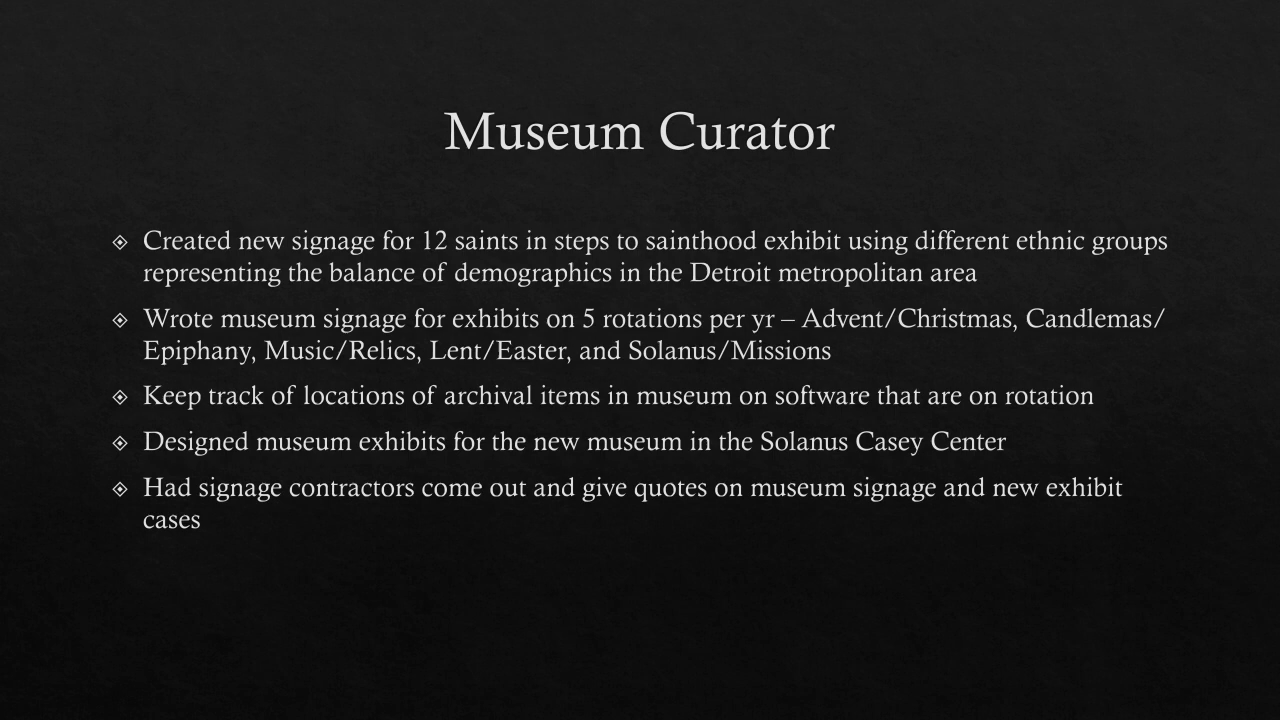 Museum Curator
Created new signage for 12 saints in steps to sainthood exhibit using different ethnic groups
representing the balance of demographics in the Detroit metropolitan area
Wrote museum signage for exhibits on 5 rotations per yr – Advent/Christmas, Candlemas/
Epiphany, Music/Relics, Lent/Easter, and Solanus/Missions
Keep track of locations of archival items in museum on software that are on rotation
Designed museum exhibits for the new museum in the Solanus Casey Center
Had signage contractors come out and give quotes on museum signage and new exhibit
cases